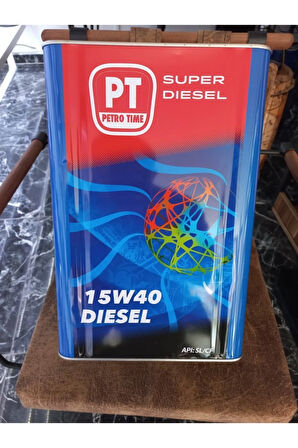 PT
PETRO TIME
SUPER
DIESEL
15W40
DIESEL
API: SL/CF